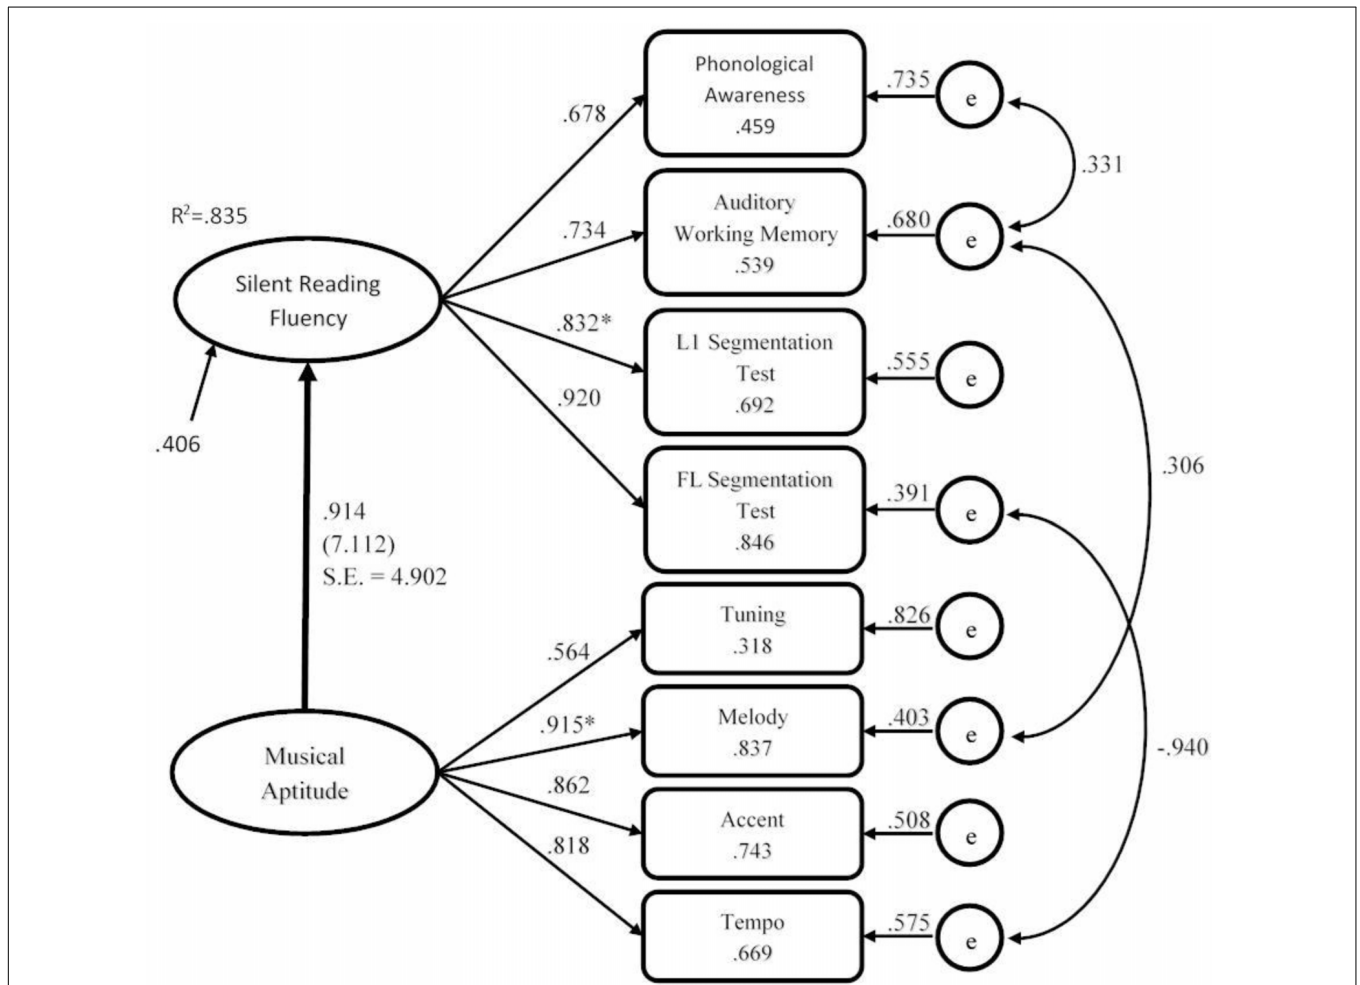 Phonological
Awareness
.459
.735
e
.678
.331
R²=.835
Auditory
Working Memory
.539
.680
e
.734
Silent Reading
Fluency
.832*
L1 Segmentation
Test
.692
.555
e
.920
.406
FL Segmentation
Test
.846
.391
e
.306
.914
(7.112)
S.E. = 4.902
Tuning
.318
.826
e
.564
Melody
.837
.403
e
.915*
-.940
Musical
Aptitude
.862
Accent
.743
.508
e
.818
Tempo
.669
.575
e